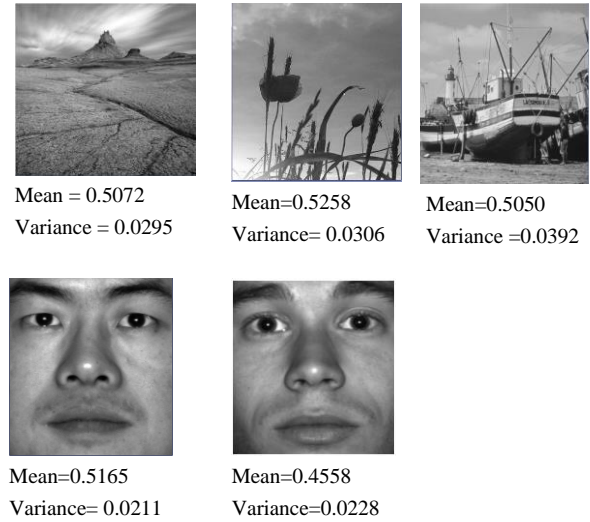 Mean = 0.5072
Variance = 0.0295
Mean=0.5258
Variance= 0.0306
Mean=0.5050
Variance =0.0392
Mean=0.5165
Variance= 0.0211
Mean=0.4558
Variance=0.0228